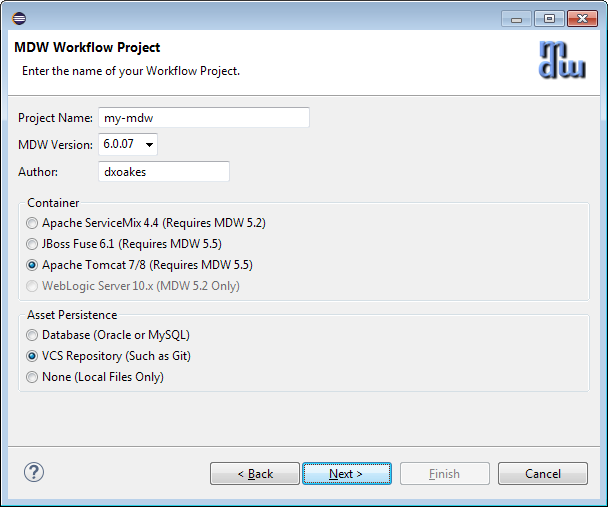 MDW Workflow Project
Enter the name of your Workflow Project.
mdw
Project Name: my-mdw
MDW Version: 6.0.07
Author: dxoakes
Container
Apache ServiceMix 4.4 (Requires MDW 5.2)
JBoss Fuse 6.1 (Requires MDW 5.5)
Apache Tomcat 7/8 (Requires MDW 5.5)
WebLogic Server 10.x (MDW 5.2 Only)
Asset Persistence
Database (Oracle or MySQL)
VCS Repository (Such as Git)
None (Local Files Only)
? < Back Next > Finish Cancel